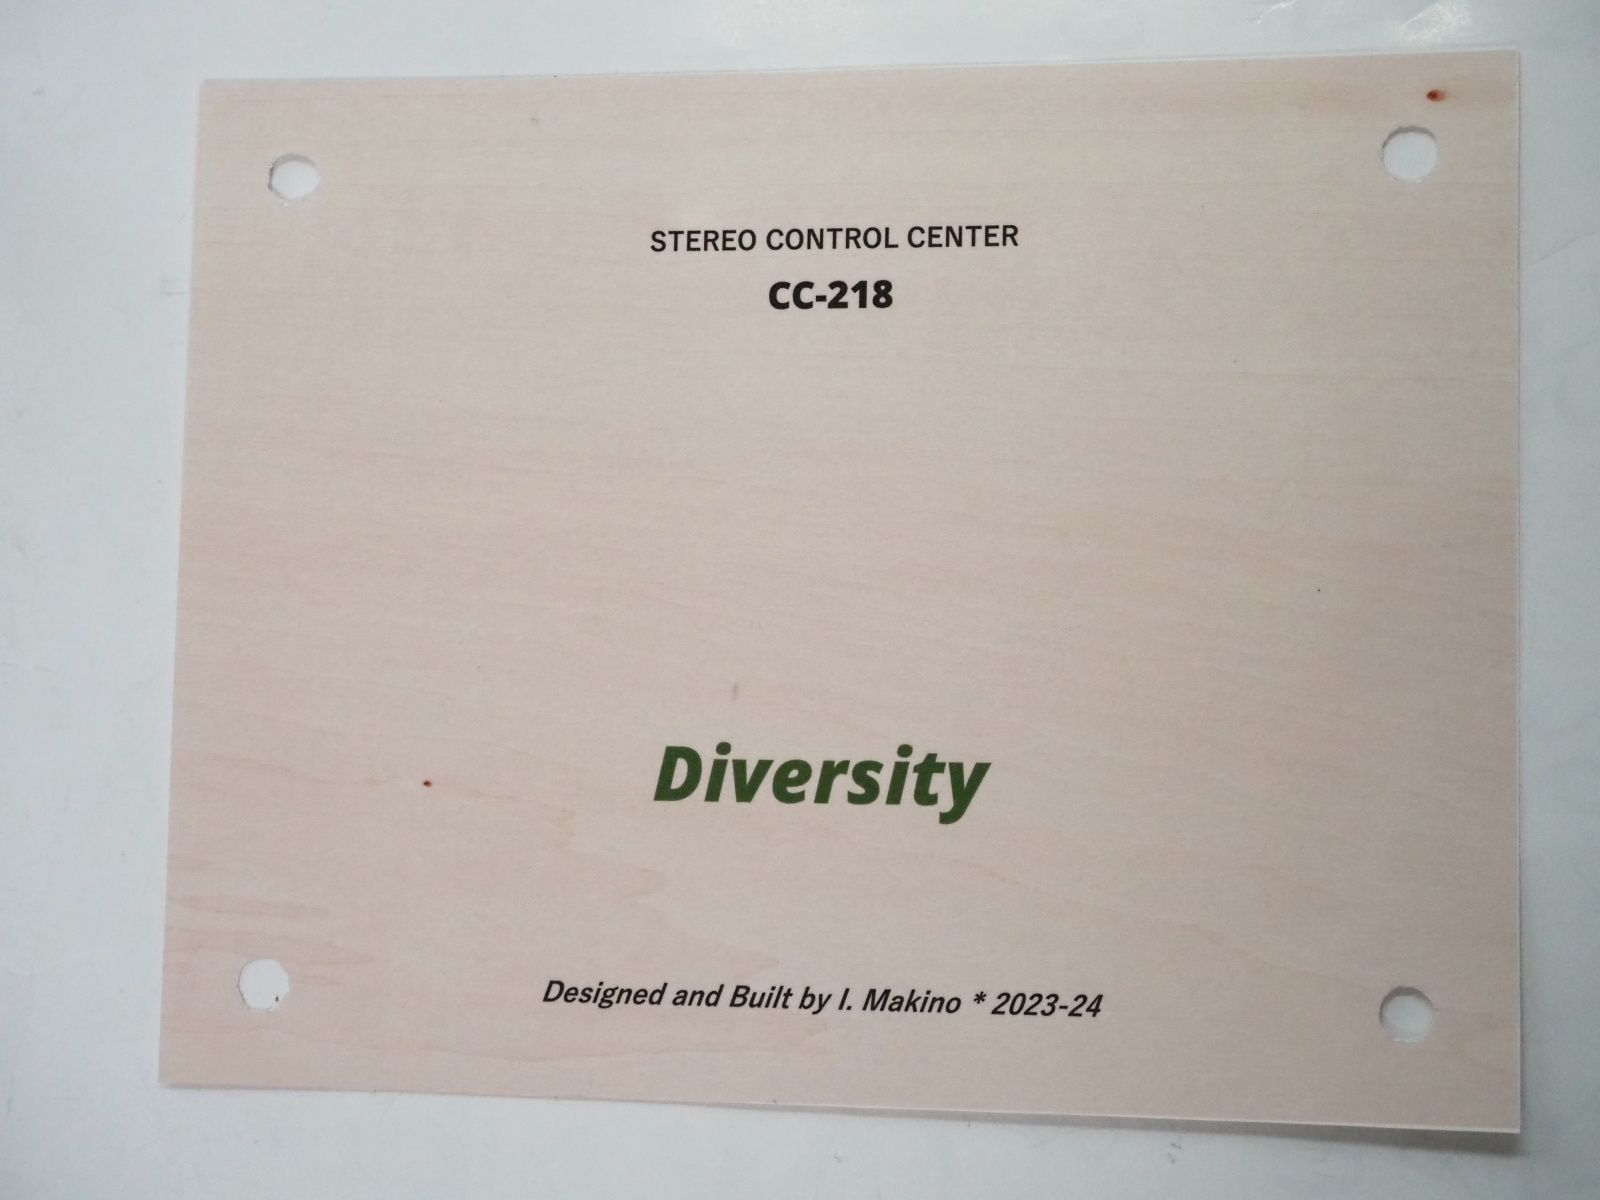 STEREO CONTROL CENTER
CC-218
Diversity
Designed and Built by I. Makino * 2023-24